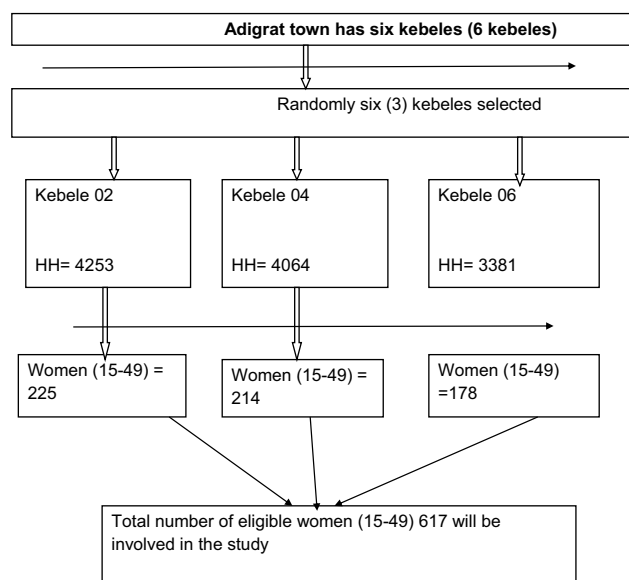 Adigrat town has six kebeles (6 kebeles)
Randomly six (3) kebeles selected
Kebele 02
HH= 4253
Kebele 04
HH= 4064
Kebele 06
HH= 3381
Women (15-49) =
225
Women (15-49) =
214
Women (15-49)
=178
Total number of eligible women (15-49) 617 will be
involved in the study